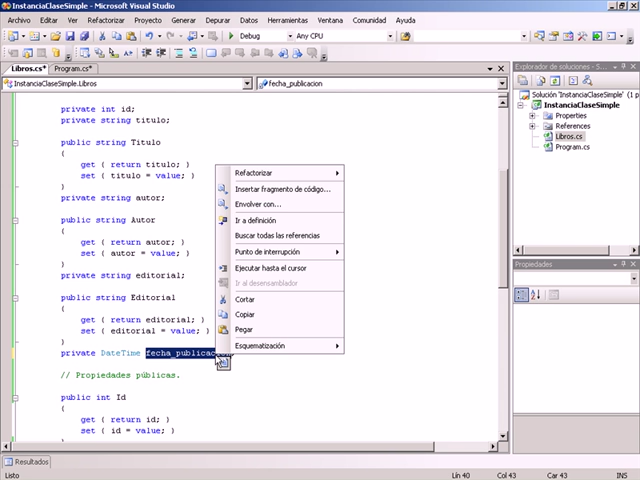 InstanciaClaseSimple - Microsoft Visual Studio
Archivo Editar Ver Refactorizar Proyecto Generar Depurar Datos Herramientas Ventana Comunidad Ayuda
Debug Any CPU
Libros.cs* Program.cs*
InstanciaClaseSimple.Libros fecha_publicacion
private int id;
private string titulo;
public string Titulo
{
get { return titulo; }
set { titulo = value; }
}
private string autor;
public string Autor
{
get { return autor; }
set { autor = value; }
}
private string editorial;
public string Editorial
{
get { return editorial; }
set { editorial = value; }
}
private DateTime fecha_publicac
// Propiedades públicas.
public int Id
{
get { return id; }
set { id = value; }
}
Refactorizar
Insertar fragmento de código...
Envolver con...
Ir a definición
Buscar todas las referencias
Punto de interrupción
Ejecutar hasta el cursor
Ir al desensamblador
Cortar
Copiar
Pegar
Esquematización
Explorador de soluciones - S...
Solución 'InstanciaClaseSimple' (1 p
InstanciaClaseSimple
Properties
References
Libros.cs
Program.cs
Propiedades
Resultados
Listo Lín 40 Col 43 Car 43 INS